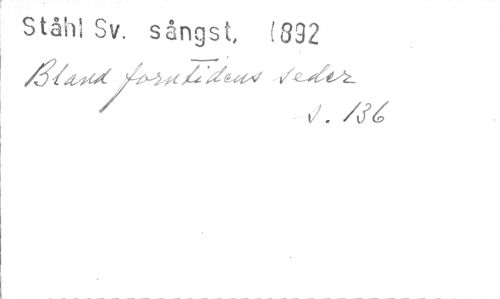 Ståhl Sv. sångst, 1892
Bland forntidens seder
s. 136